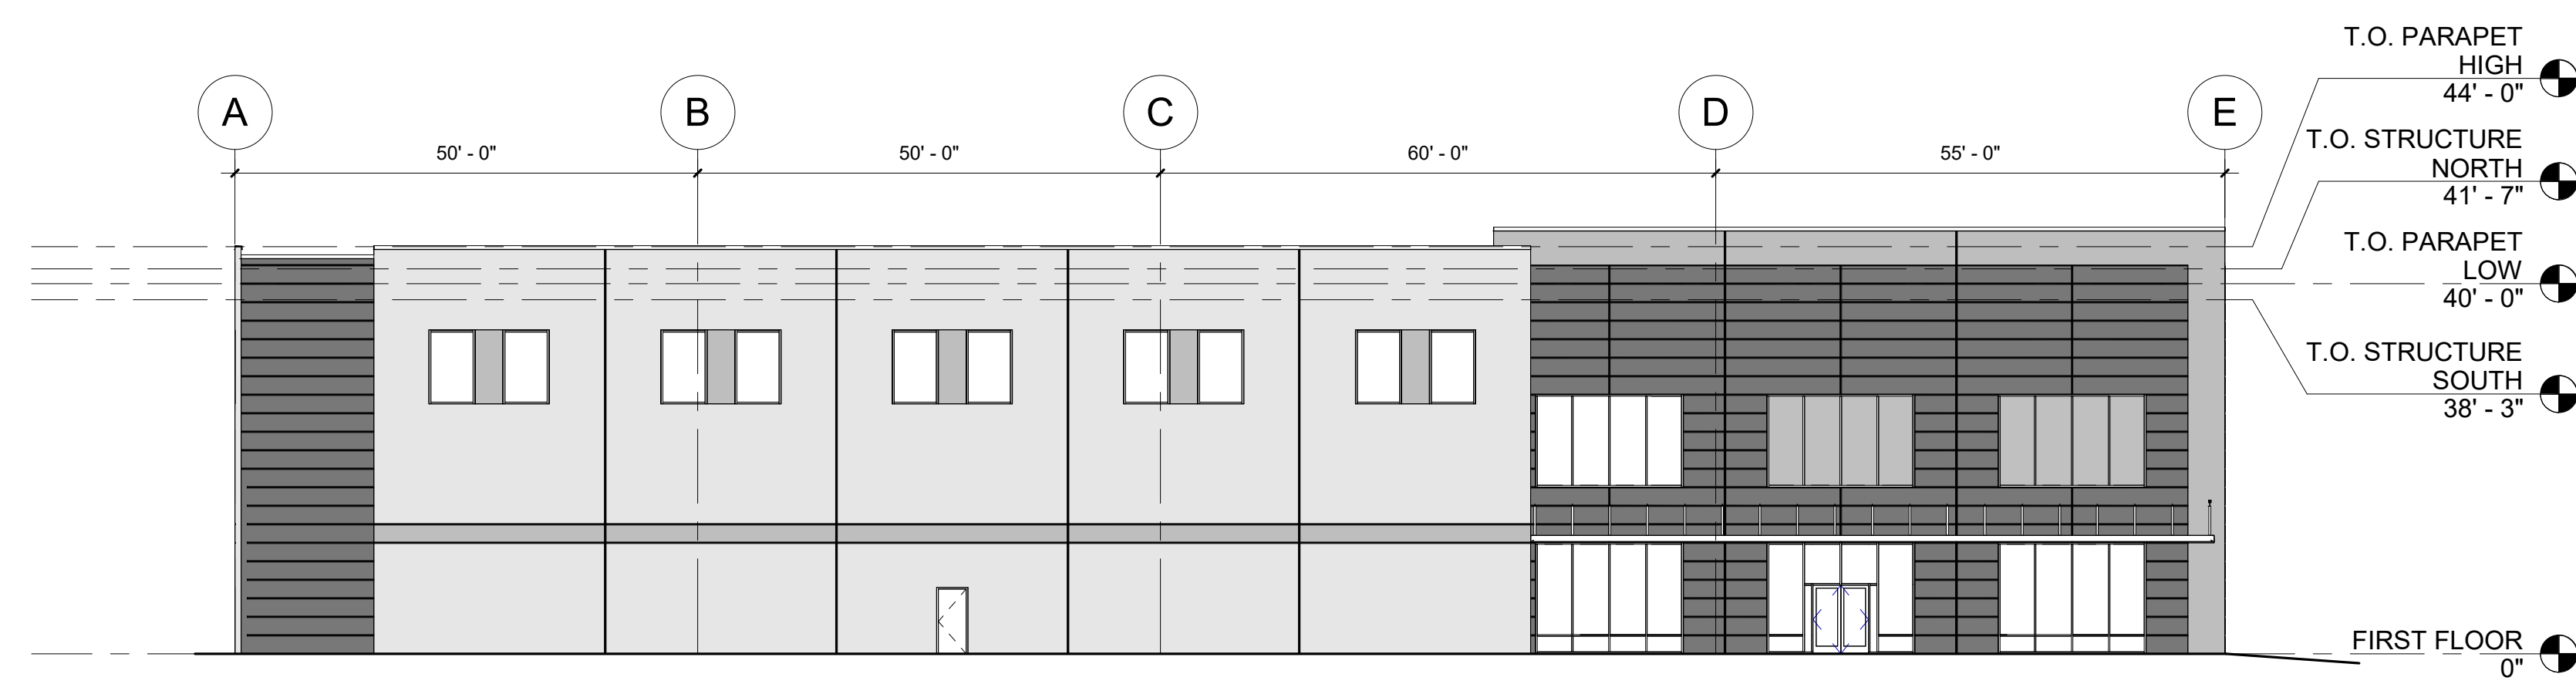 A
B
C
D
E
50' - 0"
50' - 0"
60' - 0"
55' - 0"
T.O. PARAPET
HIGH
44' - 0"
T.O. STRUCTURE
NORTH
41' - 7"
T.O. PARAPET
LOW
40' - 0"
T.O. STRUCTURE
SOUTH
38' - 3"
FIRST FLOOR
0"